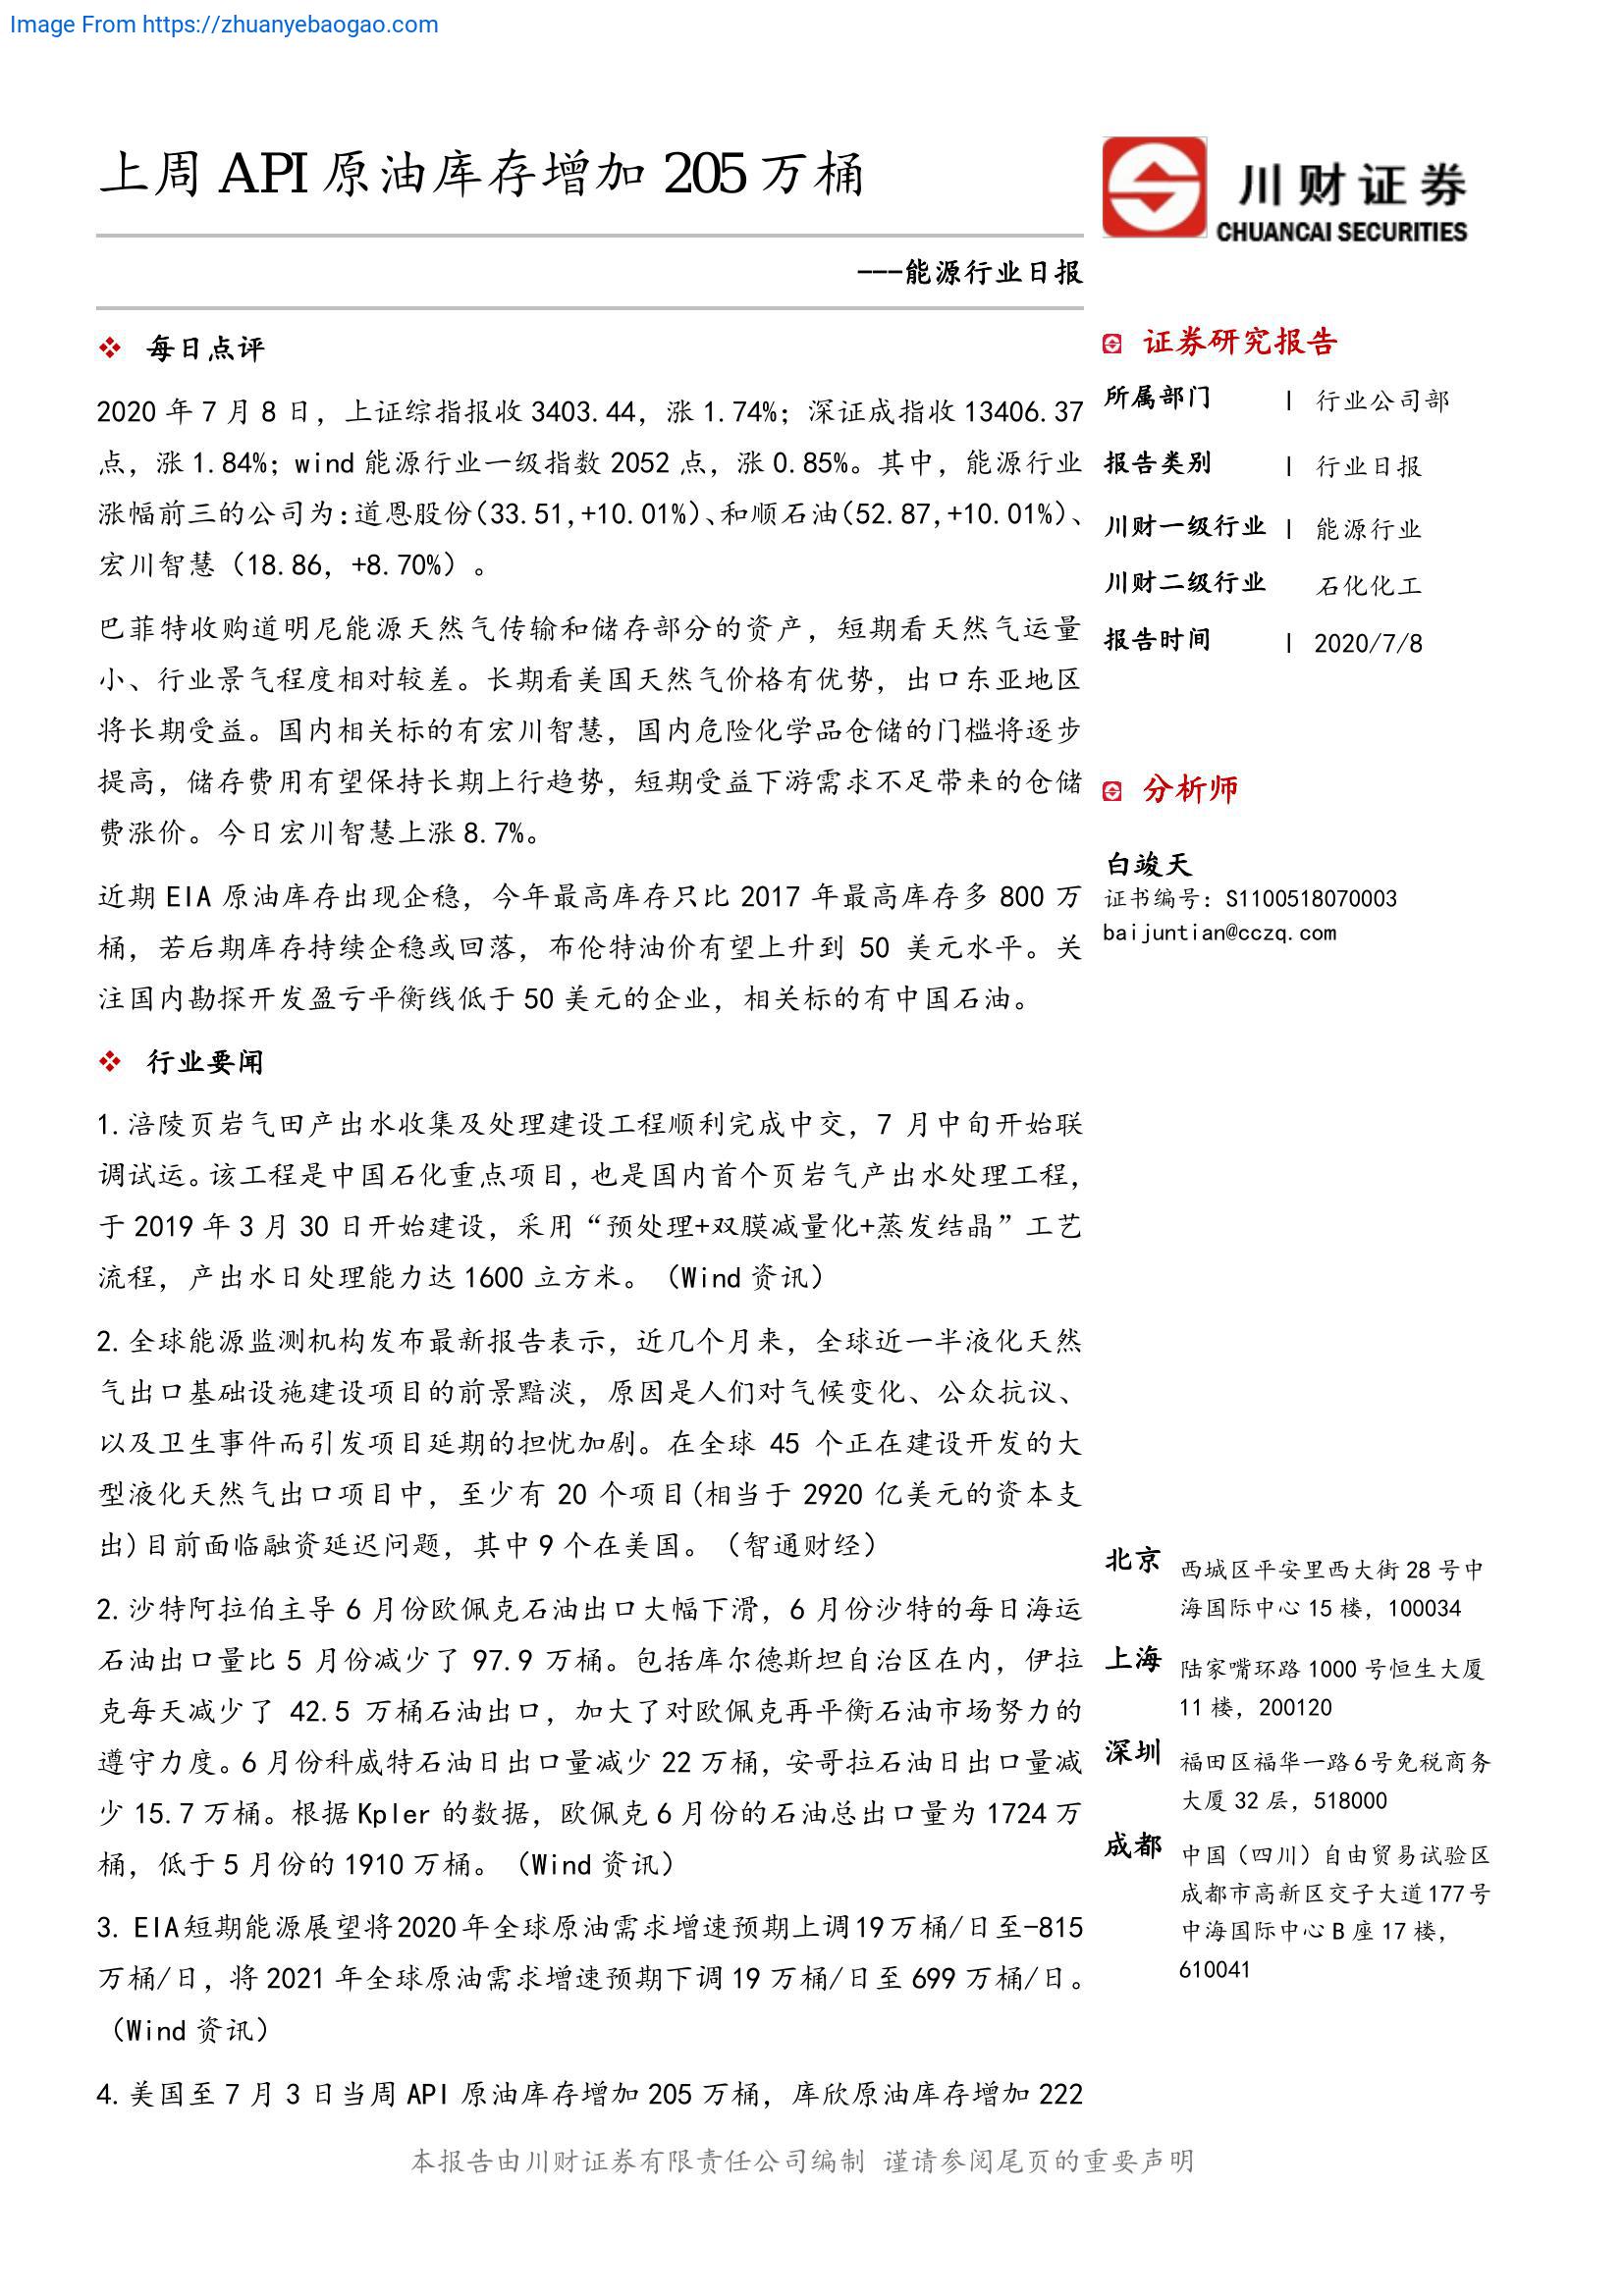 Image From https://zhuanyebaogao.com
上周 API 原油库存增加 205 万桶
川财证券
CHUANCAI SECURITIES
---能源行业日报
每日点评
2020 年 7 月 8 日，上证综指报收 3403.44，涨 1.74%；深证成指收 13406.37
点，涨 1.84%；wind 能源行业一级指数 2052 点，涨 0.85%。其中，能源行业
涨幅前三的公司为：道恩股份（33.51,+10.01%）、和顺石油（52.87,+10.01%）、
宏川智慧（18.86, +8.70%）。
巴菲特收购道明尼能源天然气传输和储存部分的资产，短期看天然气运量
小、行业景气程度相对较差。长期看美国天然气价格有优势，出口东亚地区
将长期受益。国内相关标的有宏川智慧，国内危险化学品仓储的门槛将逐步
提高，储存费用有望保持长期上行趋势，短期受益下游需求不足带来的仓储
费涨价。今日宏川智慧上涨 8.7%。
近期 EIA 原油库存出现企稳，今年最高库存只比 2017 年最高库存多 800 万
桶，若后期库存持续企稳或回落，布伦特油价有望上升到 50 美元水平。关
注国内勘探开发盈亏平衡线低于 50 美元的企业，相关标的有中国石油。
行业要闻
1.涪陵页岩气田产出水收集及处理建设工程顺利完成中交，7 月中旬开始联
调试运。该工程是中国石化重点项目，也是国内首个页岩气产出水处理工程，
于 2019 年 3 月 30 日开始建设，采用“预处理+双膜减量化+蒸发结晶”工艺
流程，产出水日处理能力达 1600 立方米。（Wind 资讯）
2.全球能源监测机构发布最新报告表示，近几个月来，全球近一半液化天然
气出口基础设施建设项目的前景黯淡，原因是人们对气候变化、公众抗议、
以及卫生事件而引发项目延期的担忧加剧。在全球 45 个正在建设开发的大
型液化天然气出口项目中，至少有 20 个项目(相当于 2920 亿美元的资本支
出)目前面临融资延迟问题，其中 9 个在美国。（智通财经）
2.沙特阿拉伯主导 6 月份欧佩克石油出口大幅下滑，6 月份沙特的每日海运
石油出口量比 5 月份减少了 97.9 万桶。包括库尔德斯坦自治区在内，伊拉
克每天减少了 42.5 万桶石油出口，加大了对欧佩克再平衡石油市场努力的
遵守力度。6 月份科威特石油日出口量减少 22 万桶，安哥拉石油日出口量减
少 15.7 万桶。根据 Kpler 的数据，欧佩克 6 月份的石油总出口量为 1724 万
桶，低于 5 月份的 1910 万桶。（Wind 资讯）
3. EIA 短期能源展望将 2020 年全球原油需求增速预期上调 19 万桶/日至-815
万桶/日，将 2021 年全球原油需求增速预期下调 19 万桶/日至 699 万桶/日。
（Wind 资讯）
4.美国至 7 月 3 日当周 API 原油库存增加 205 万桶，库欣原油库存增加 222
证券研究报告
所属部门 | 行业公司部
报告类别 | 行业日报
川财一级行业 | 能源行业
川财二级行业 石化化工
报告时间 | 2020/7/8
分析师
白竣天
证书编号：S1100518070003
baijuntian@cczq.com
北京 西城区平安里西大街 28 号中
海国际中心 15 楼，100034
上海 陆家嘴环路 1000 号恒生大厦
11 楼，200120
深圳 福田区福华一路 6 号免税商务
大厦 32 层，518000
成都 中国（四川）自由贸易试验区
成都市高新区交子大道 177 号
中海国际中心 B 座 17 楼，
610041
本报告由川财证券有限责任公司编制 谨请参阅尾页的重要声明